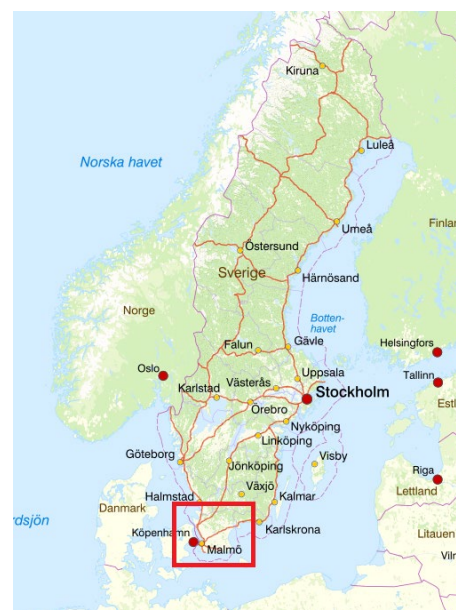 Kiruna
Luleå
Norska havet
Umeå
Östersund
Finlan
Sverige
Härnösand
Norge
Botten-
havet
Gävle
Falun
Helsingfors
Oslo
Uppsala
Tallinn
Västerås
Karlstad
Stockholm
Örebro
Estl
Nyköping
Linköping
Göteborg
Jönköping
Visby
Riga
Växjö
Lettland
Halmstad
Kalmar
Danmark
rdsjön
Karlskrona
Köpenhamn
Litauen
Malmö
Viln